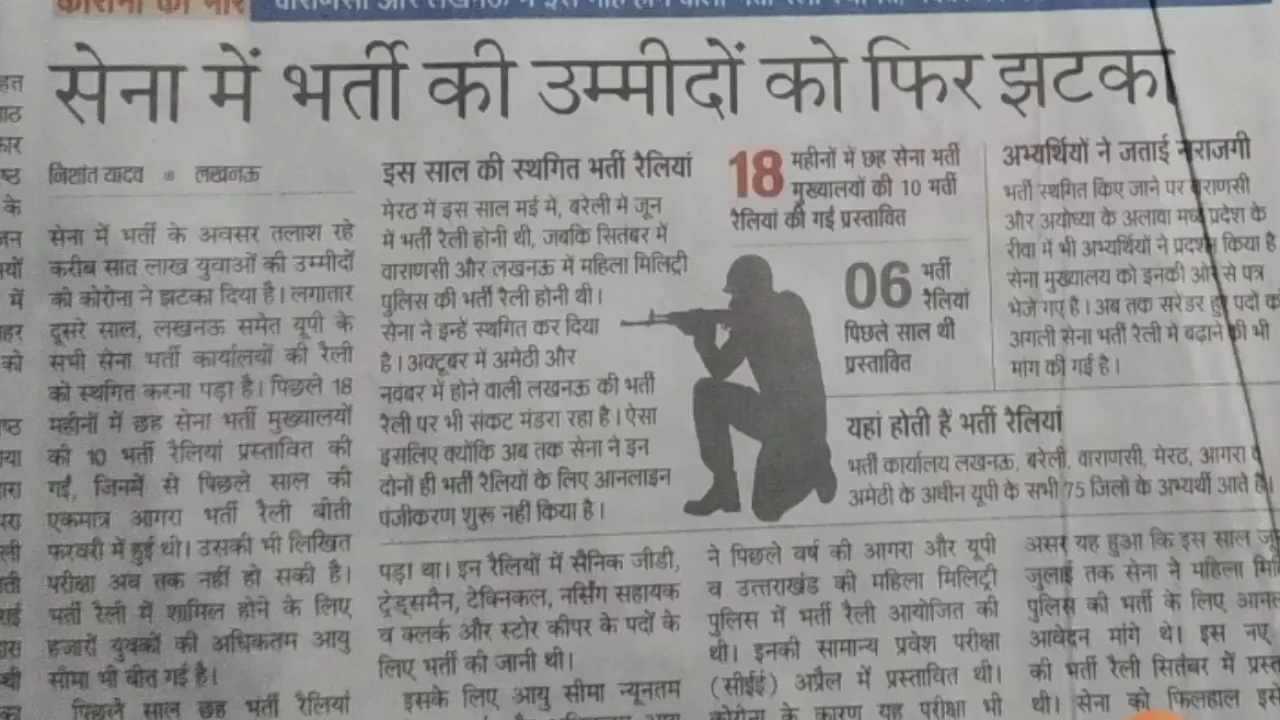 कोरोना की मार
सेना में भर्ती की उम्मीदों को फिर झटका
निशांत यादव ▪ लखनऊ
सेना में भर्ती के अवसर तलाश रहे
करीब सात लाख युवाओं की उम्मीदों
को कोरोना ने झटका दिया है। लगातार
दूसरे साल, लखनऊ समेत यूपी के
सभी सेना भर्ती कार्यालयों की रैली
को स्थगित करना पड़ा है। पिछले 18
महीनों में छह सेना भर्ती मुख्यालयों
की 10 भर्ती रैलियां प्रस्तावित की
गईं, जिनमें से पिछले साल की
एकमात्र आगरा भर्ती रैली बीती
फरवरी में हुई थी। उसकी भी लिखित
परीक्षा अब तक नहीं हो सकी है।
भर्ती रैली में शामिल होने के लिए
हजारों युवकों की अधिकतम आयु
सीमा भी बीत गई है।
पिछले साल छह भर्ती रैलियां
इस साल की स्थगित भर्ती रैलियां
मेरठ में इस साल मई में, बरेली में जून
में भर्ती रैली होनी थी, जबकि सितंबर में
वाराणसी और लखनऊ में महिला मिलिट्री
पुलिस की भर्ती रैली होनी थी।
सेना ने इन्हें स्थगित कर दिया
है। अक्टूबर में अमेठी और
नवंबर में होने वाली लखनऊ की भर्ती
रैली पर भी संकट मंडरा रहा है। ऐसा
इसलिए क्योंकि अब तक सेना ने इन
दोनों ही भर्ती रैलियों के लिए आनलाइन
पंजीकरण शुरू नहीं किया है।
18 महीनों में छह सेना भर्ती
मुख्यालयों की 10 भर्ती
रैलियां की गईं प्रस्तावित
06 भर्ती
रैलियां
पिछले साल थी
प्रस्तावित
अभ्यर्थियों ने जताई नाराजगी
भर्ती स्थगित किए जाने पर वाराणसी
और अयोध्या के अलावा मध्य प्रदेश के
रीवा में भी अभ्यर्थियों ने प्रदर्शन किया है
सेना मुख्यालय को इनकी ओर से पत्र
भेजे गए है। अब तक सरेंडर हुए पदों को
अगली सेना भर्ती रैली में बढ़ाने की भी
मांग की गई है।
यहां होती हैं भर्ती रैलियां
भर्ती कार्यालय लखनऊ, बरेली, वाराणसी, मेरठ, आगरा व
अमेठी के अधीन यूपी के सभी 75 जिलों के अभ्यर्थी आते हैं।
पड़ा था। इन रैलियों में सैनिक जीडी,
ट्रेड्समैन, टेक्निकल, नर्सिंग सहायक
व क्लर्क और स्टोर कीपर के पदों के
लिए भर्ती की जानी थी।
इसके लिए आयु सीमा न्यूनतम
ने पिछले वर्ष की आगरा और यूपी
व उत्तराखंड की महिला मिलिट्री
पुलिस में भर्ती रैली आयोजित की
थी। इनकी सामान्य प्रवेश परीक्षा
(सीईई) अप्रैल में प्रस्तावित थी।
कोरोना के कारण यह परीक्षा भी
असर यह हुआ कि इस साल
जुलाई तक सेना ने महिला
पुलिस की भर्ती के लिए
आवेदन मांगे थे। इस नए
की भर्ती रैली सितंबर में
थी। सेना को फिलहाल इसे